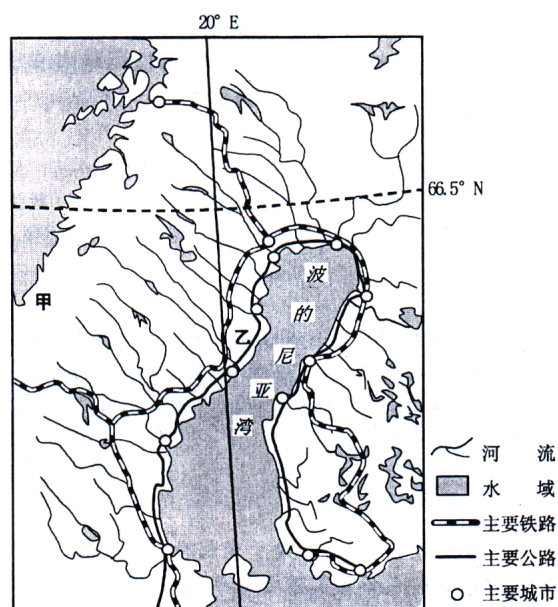 20° E
66.5° N
甲
乙
波的尼亚湾
河 流
水 域
主要铁路
主要公路
主要城市